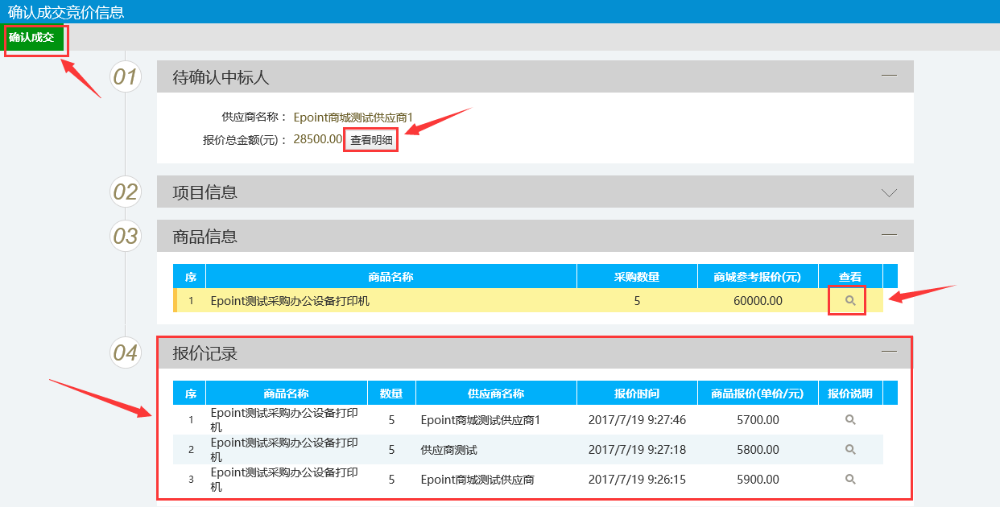 确认成交竞价信息
确认成交
01 待确认中标人
供应商名称： Epoint商城测试供应商1
报价总金额(元)： 28500.00 查看明细
02 项目信息
03 商品信息
序 商品名称 采购数量 商城参考报价(元) 查看
1 Epoint测试采购办公设备打印机 5 60000.00
04 报价记录
序 商品名称 数量 供应商名称 报价时间 商品报价(单价/元) 报价说明
1 Epoint测试采购办公设备打印机 5 Epoint商城测试供应商1 2017/7/19 9:27:46 5700.00
2 Epoint测试采购办公设备打印机 5 供应商测试 2017/7/19 9:27:18 5800.00
3 Epoint测试采购办公设备打印机 5 Epoint商城测试供应商 2017/7/19 9:26:15 5900.00